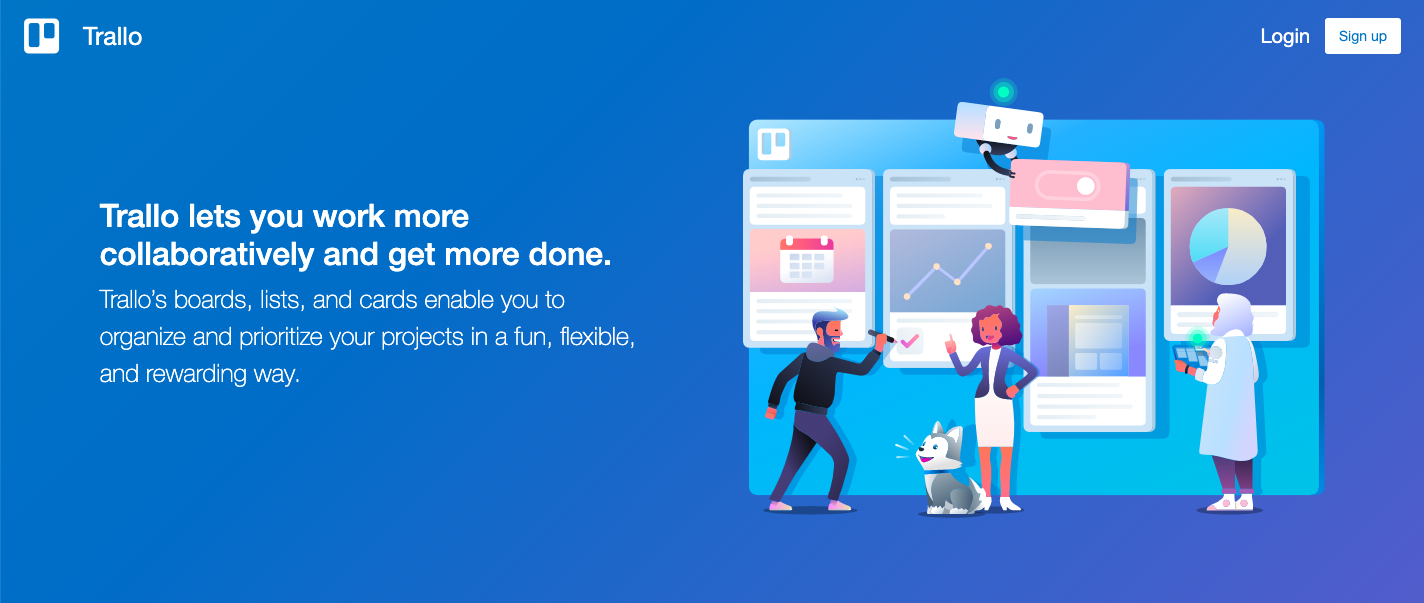 Trallo
Login
Sign up
Trallo lets you work more
collaboratively and get more done.
Trallo’s boards, lists, and cards enable you to
organize and prioritize your projects in a fun, flexible,
and rewarding way.